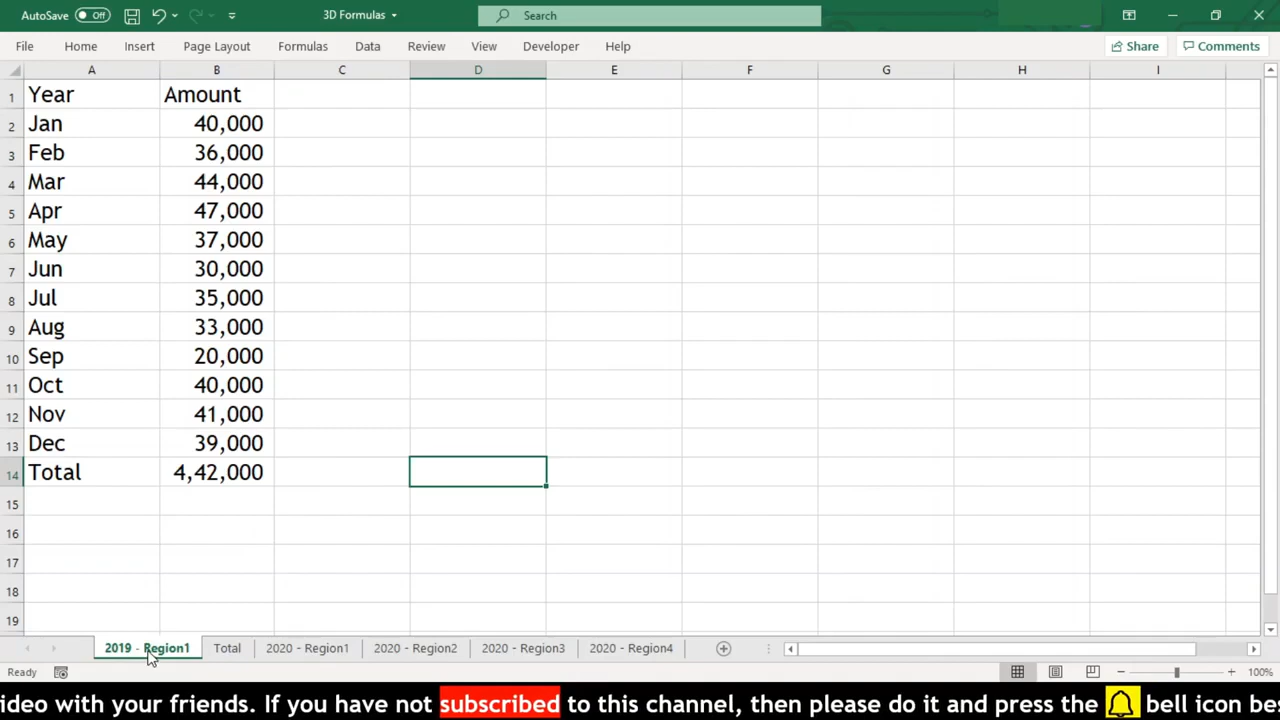 AutoSave Off 3D Formulas Search
File Home Insert Page Layout Formulas Data Review View Developer Help Share Comments
A B C D E F G H I
1 Year Amount
2 Jan 40,000
3 Feb 36,000
4 Mar 44,000
5 Apr 47,000
6 May 37,000
7 Jun 30,000
8 Jul 35,000
9 Aug 33,000
10 Sep 20,000
11 Oct 40,000
12 Nov 41,000
13 Dec 39,000
14 Total 4,42,000
15
16
17
18
19
2019 - Region1 Total 2020 - Region1 2020 - Region2 2020 - Region3 2020 - Region4
Ready 100%
video with your friends. If you have not subscribed to this channel, then please do it and press the bell icon bes